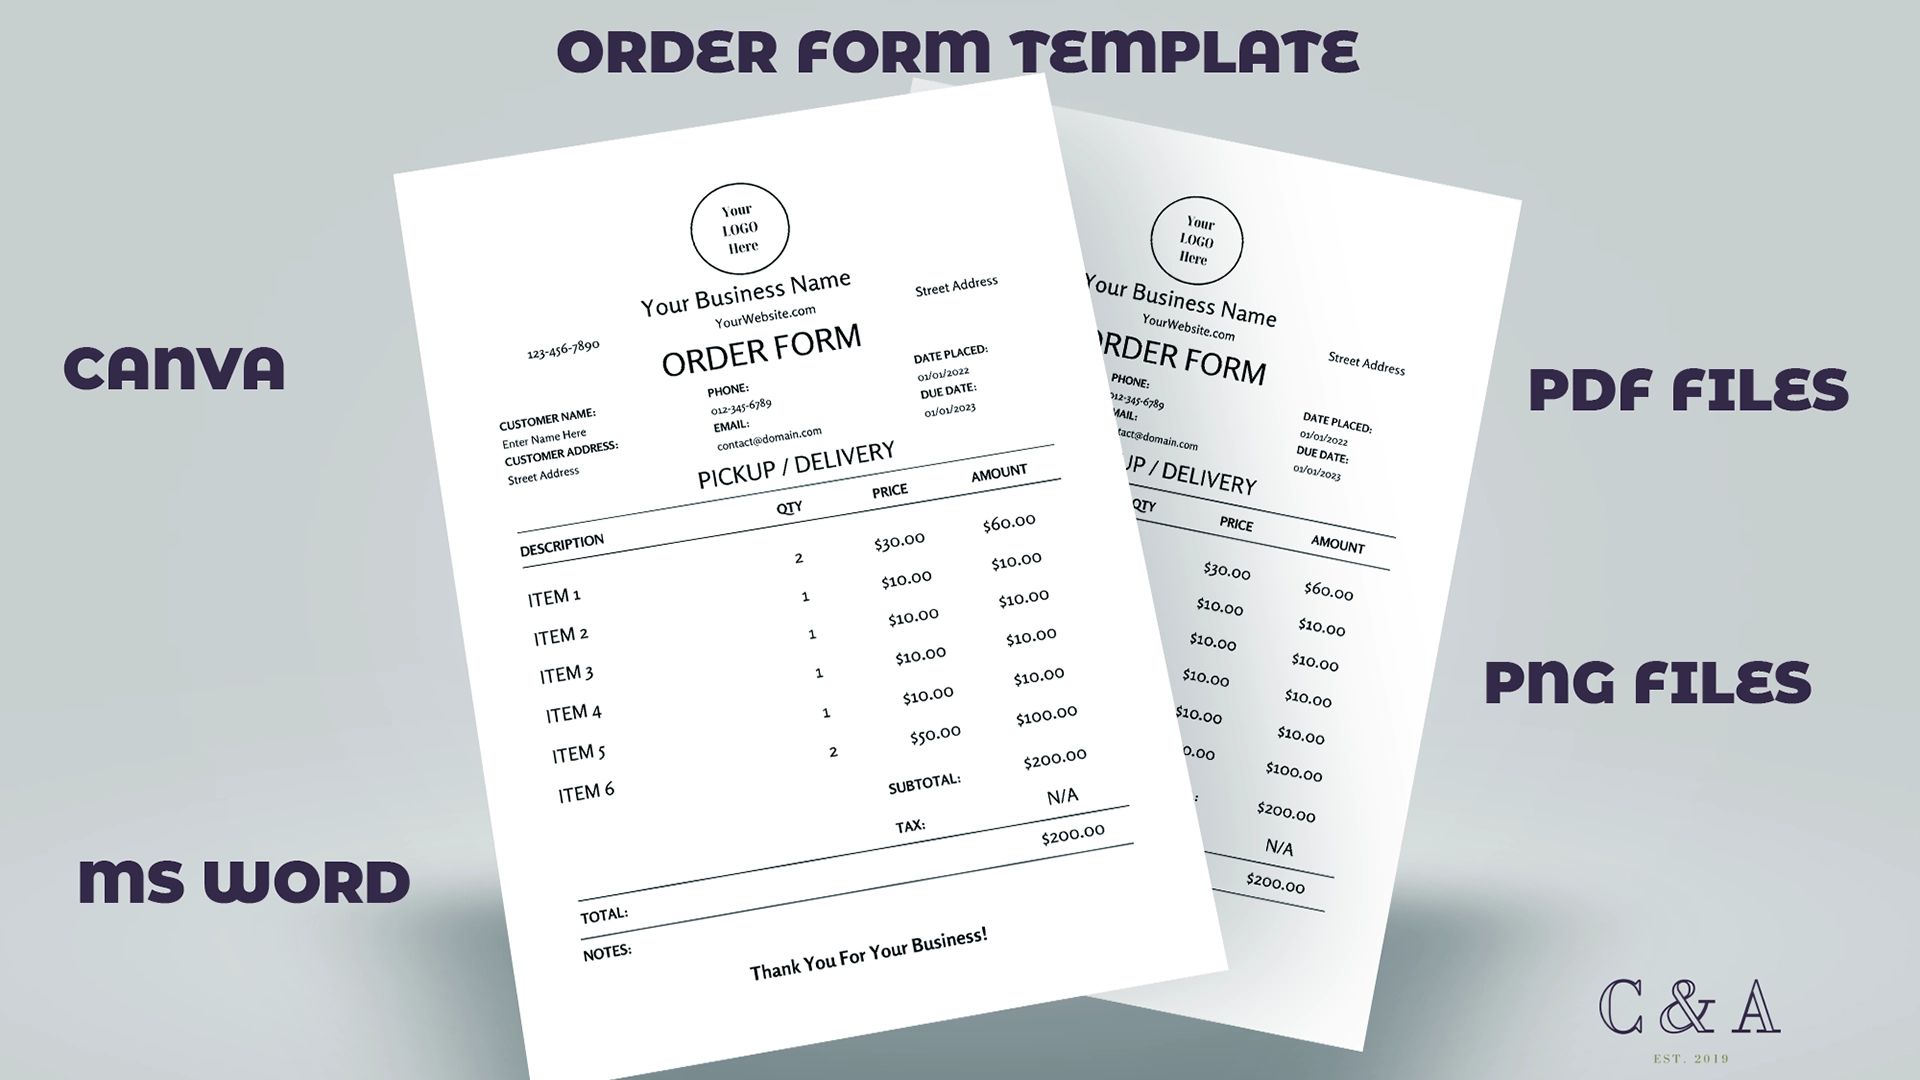 ORDER FORM TEMPLATE
CANVA
MS WORD
PDF FILES
PNG FILES
Your
LOGO
Here
Your Business Name
YourWebsite.com
123-456-7890
Street Address
ORDER FORM
CUSTOMER NAME:
Enter Name Here
CUSTOMER ADDRESS:
Street Address
PHONE:
012-345-6789
EMAIL:
contact@domain.com
DATE PLACED:
01/01/2022
DUE DATE:
01/01/2023
PICKUP / DELIVERY
DESCRIPTION QTY PRICE AMOUNT
ITEM 1 2 $30.00 $60.00
ITEM 2 1 $10.00 $10.00
ITEM 3 1 $10.00 $10.00
ITEM 4 1 $10.00 $10.00
ITEM 5 1 $10.00 $10.00
ITEM 6 2 $50.00 $100.00
SUBTOTAL: $200.00
TAX: N/A
TOTAL: $200.00
NOTES:
Thank You For Your Business!
Your
LOGO
Here
Your Business Name
YourWebsite.com
Street Address
ORDER FORM
PHONE:
012-345-6789
MAIL:
tact@domain.com
DATE PLACED:
01/01/2022
DUE DATE:
01/01/2023
UP / DELIVERY
QTY PRICE AMOUNT
$30.00 $60.00
$10.00 $10.00
$10.00 $10.00
$10.00 $10.00
$10.00 $10.00
0.00 $100.00
: $200.00
N/A
$200.00
C & A
EST. 2019